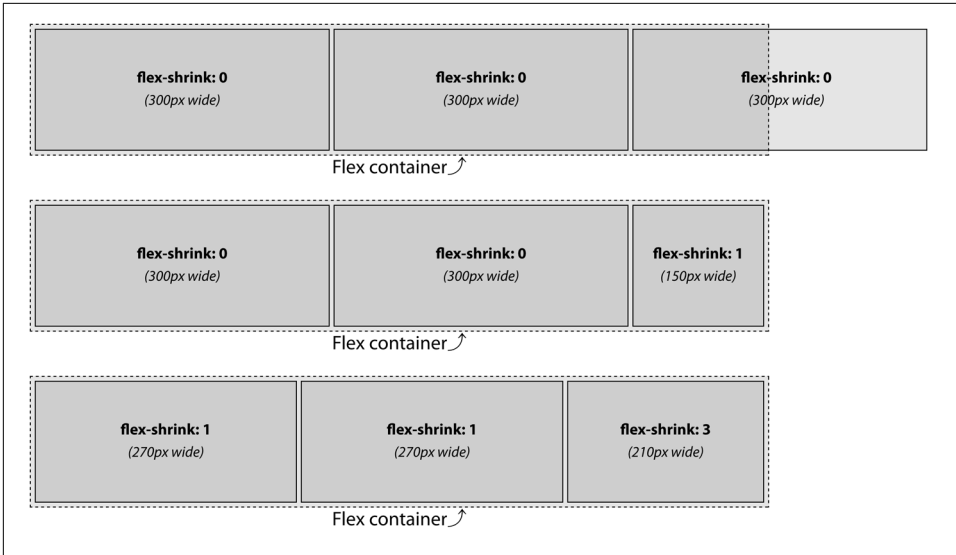 flex-shrink: 0 flex-shrink: 0 flex-shrink: 0
(300px wide) (300px wide) (300px wide)
Flex container
flex-shrink: 0 flex-shrink: 0 flex-shrink: 1
(300px wide) (300px wide) (150px wide)
Flex container
flex-shrink: 1 flex-shrink: 1 flex-shrink: 3
(270px wide) (270px wide) (210px wide)
Flex container